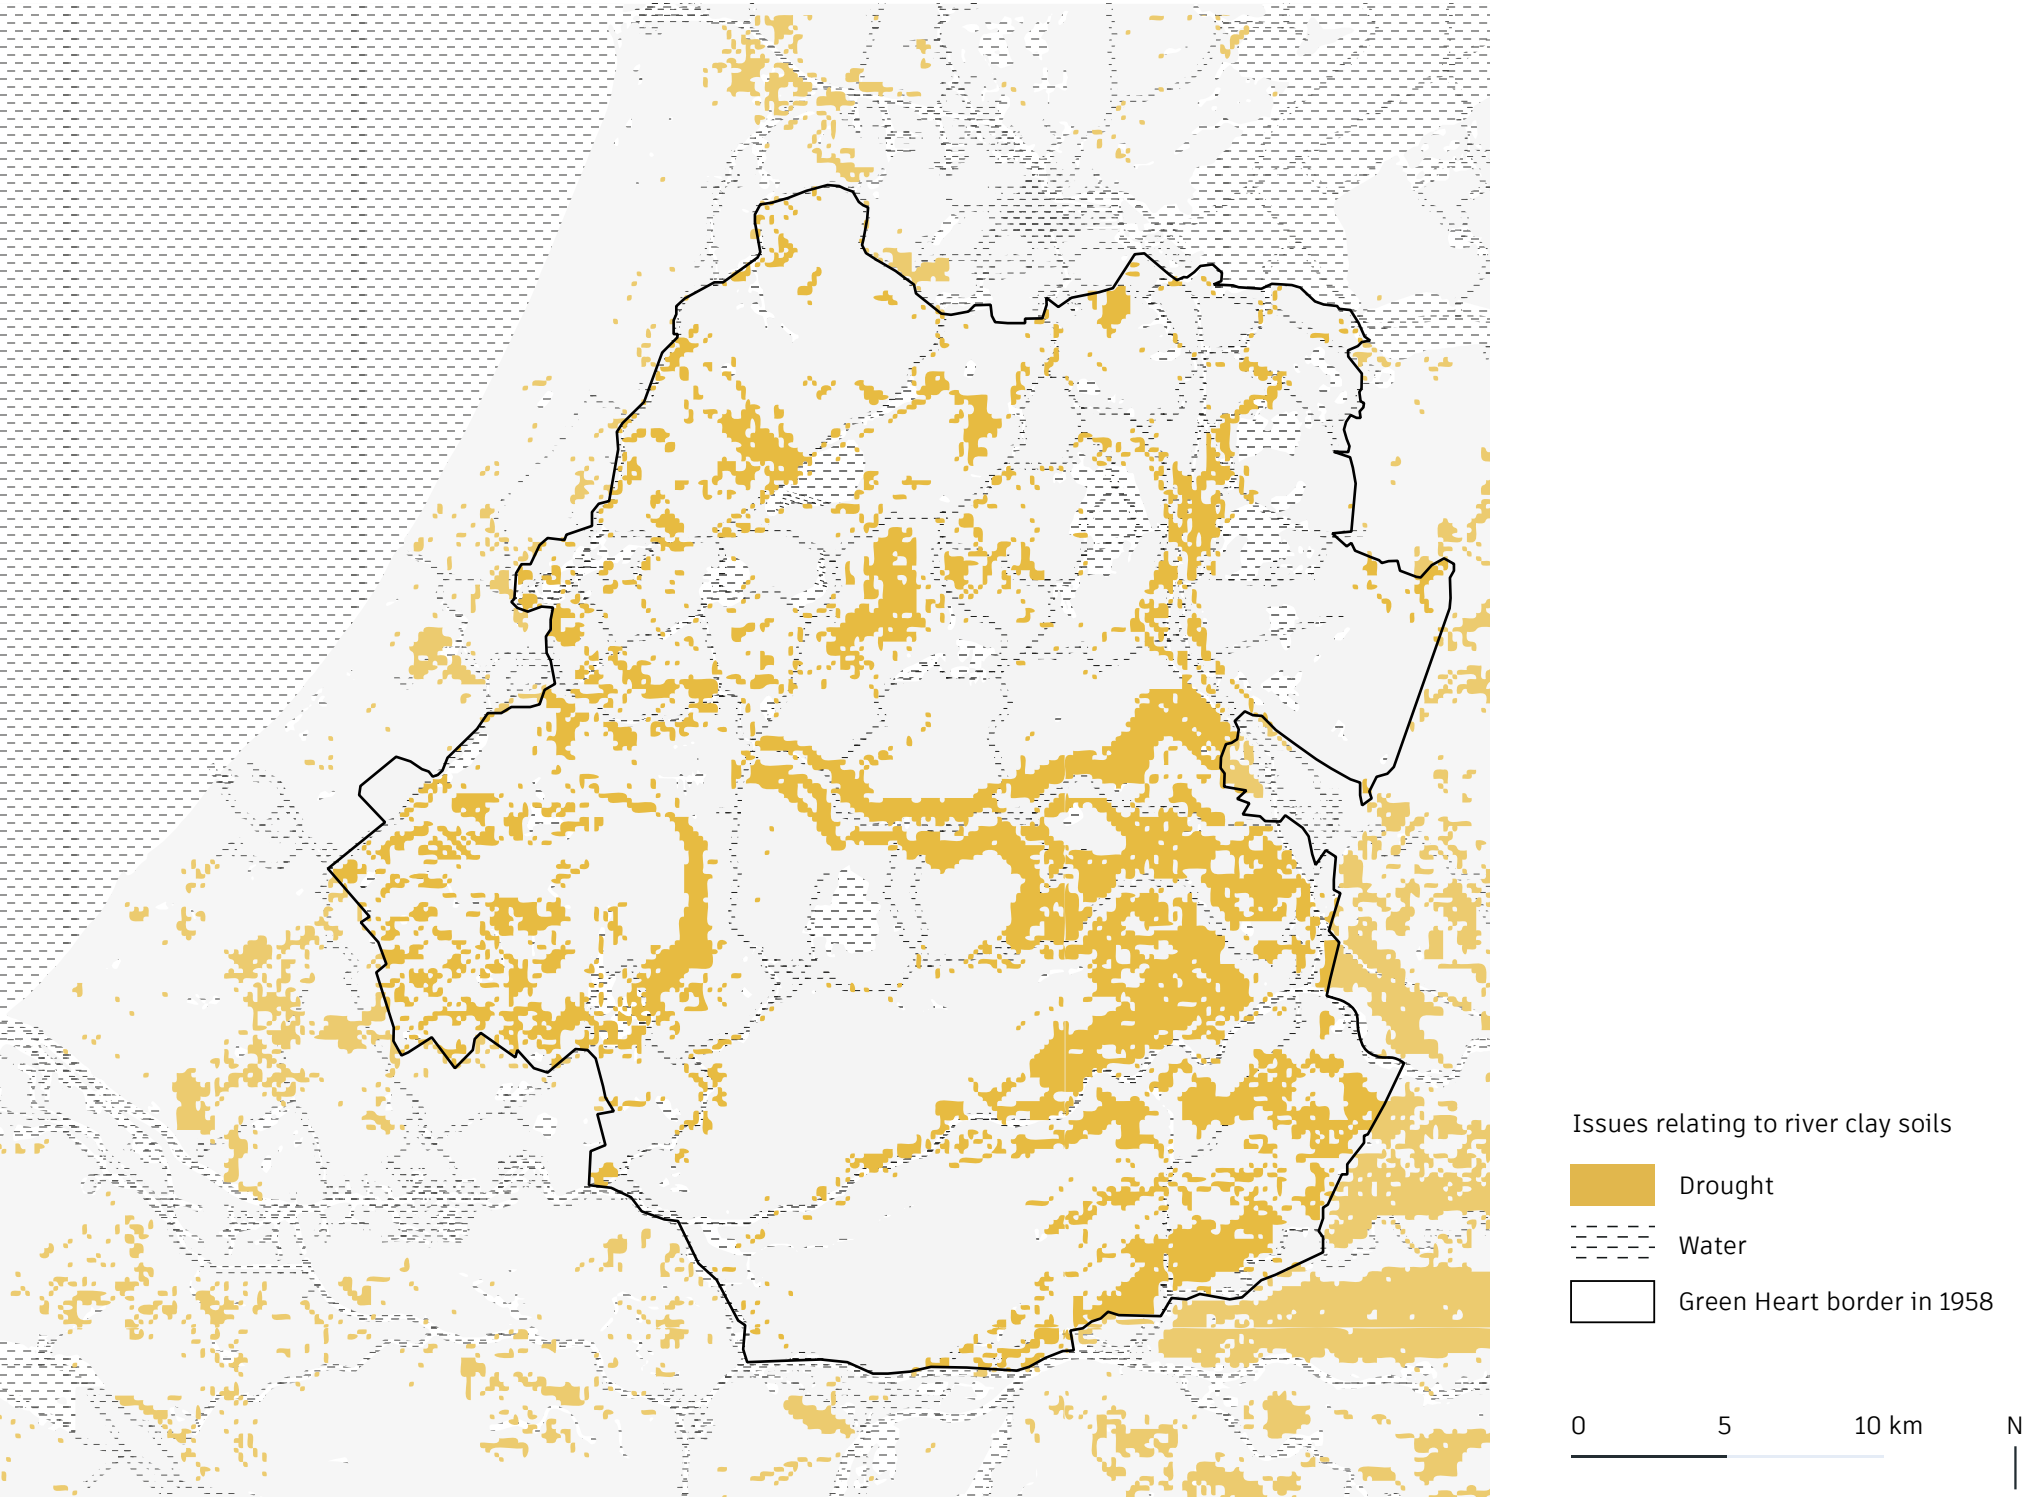 Issues relating to river clay soils
Drought
Water
Green Heart border in 1958
0 5 10 km N